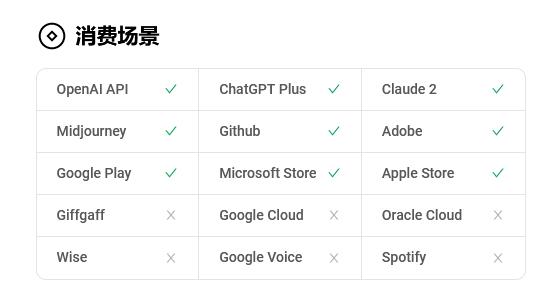 消费场景
OpenAI API ✓ ChatGPT Plus ✓ Claude 2 ✓
Midjourney ✓ Github ✓ Adobe ✓
Google Play ✓ Microsoft Store ✓ Apple Store ✓
Giffgaff × Google Cloud × Oracle Cloud ×
Wise × Google Voice × Spotify ×